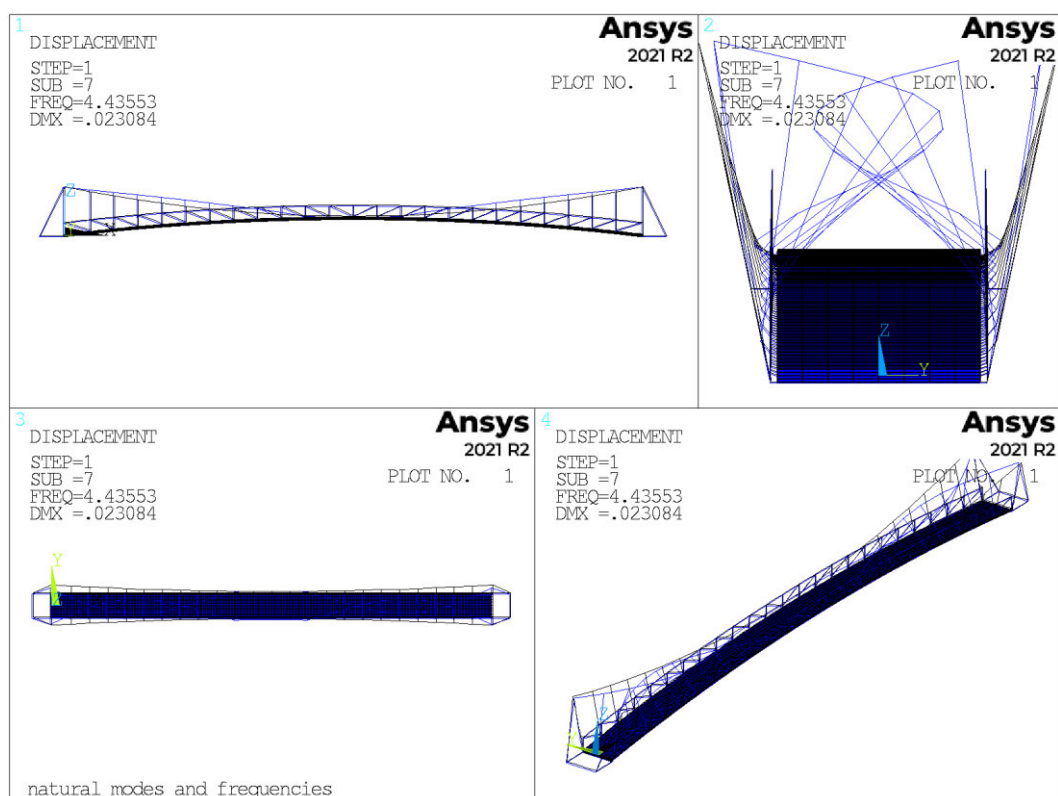 1
Ansys
2021 R2
DISPLACEMENT
STEP=1
SUB =7
FREQ=4.43553
DMX =.023084
PLOT NO. 1
Z
X
2
Ansys
2021 R2
DISPLACEMENT
STEP=1
SUB =7
FREQ=4.43553
DMX =.023084
PLOT NO. 1
Z
Y
3
Ansys
2021 R2
DISPLACEMENT
STEP=1
SUB =7
FREQ=4.43553
DMX =.023084
PLOT NO. 1
Y
Z
natural modes and frequencies
4
Ansys
2021 R2
DISPLACEMENT
STEP=1
SUB =7
FREQ=4.43553
DMX =.023084
PLOT NO. 1
Z
Y